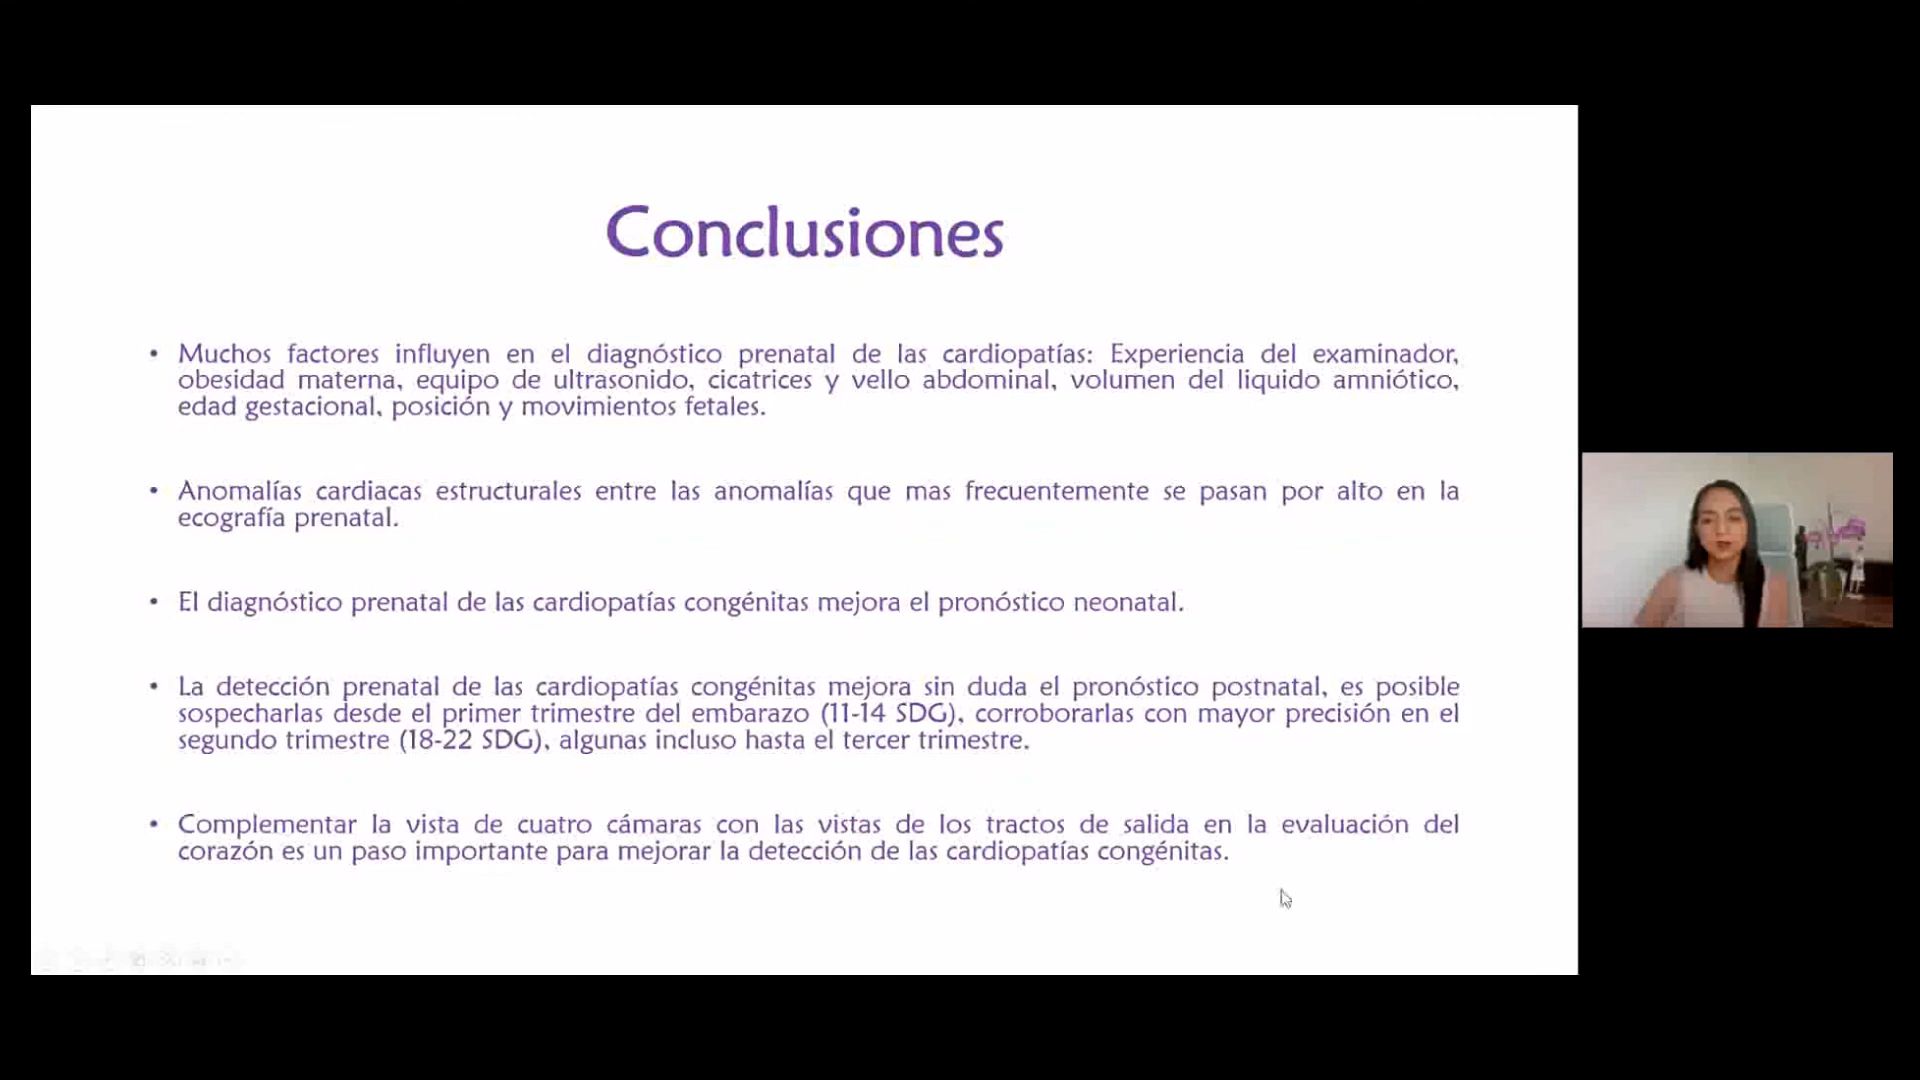 Conclusiones
• Muchos factores influyen en el diagnóstico prenatal de las cardiopatías: Experiencia del examinador,
obesidad materna, equipo de ultrasonido, cicatrices y vello abdominal, volumen del liquido amniótico,
edad gestacional, posición y movimientos fetales.
• Anomalías cardiacas estructurales entre las anomalías que mas frecuentemente se pasan por alto en la
ecografía prenatal.
• El diagnóstico prenatal de las cardiopatías congénitas mejora el pronóstico neonatal.
• La detección prenatal de las cardiopatías congénitas mejora sin duda el pronóstico postnatal, es posible
sospecharlas desde el primer trimestre del embarazo (11-14 SDG), corroborarlas con mayor precisión en el
segundo trimestre (18-22 SDG), algunas incluso hasta el tercer trimestre.
• Complementar la vista de cuatro cámaras con las vistas de los tractos de salida en la evaluación del
corazón es un paso importante para mejorar la detección de las cardiopatías congénitas.